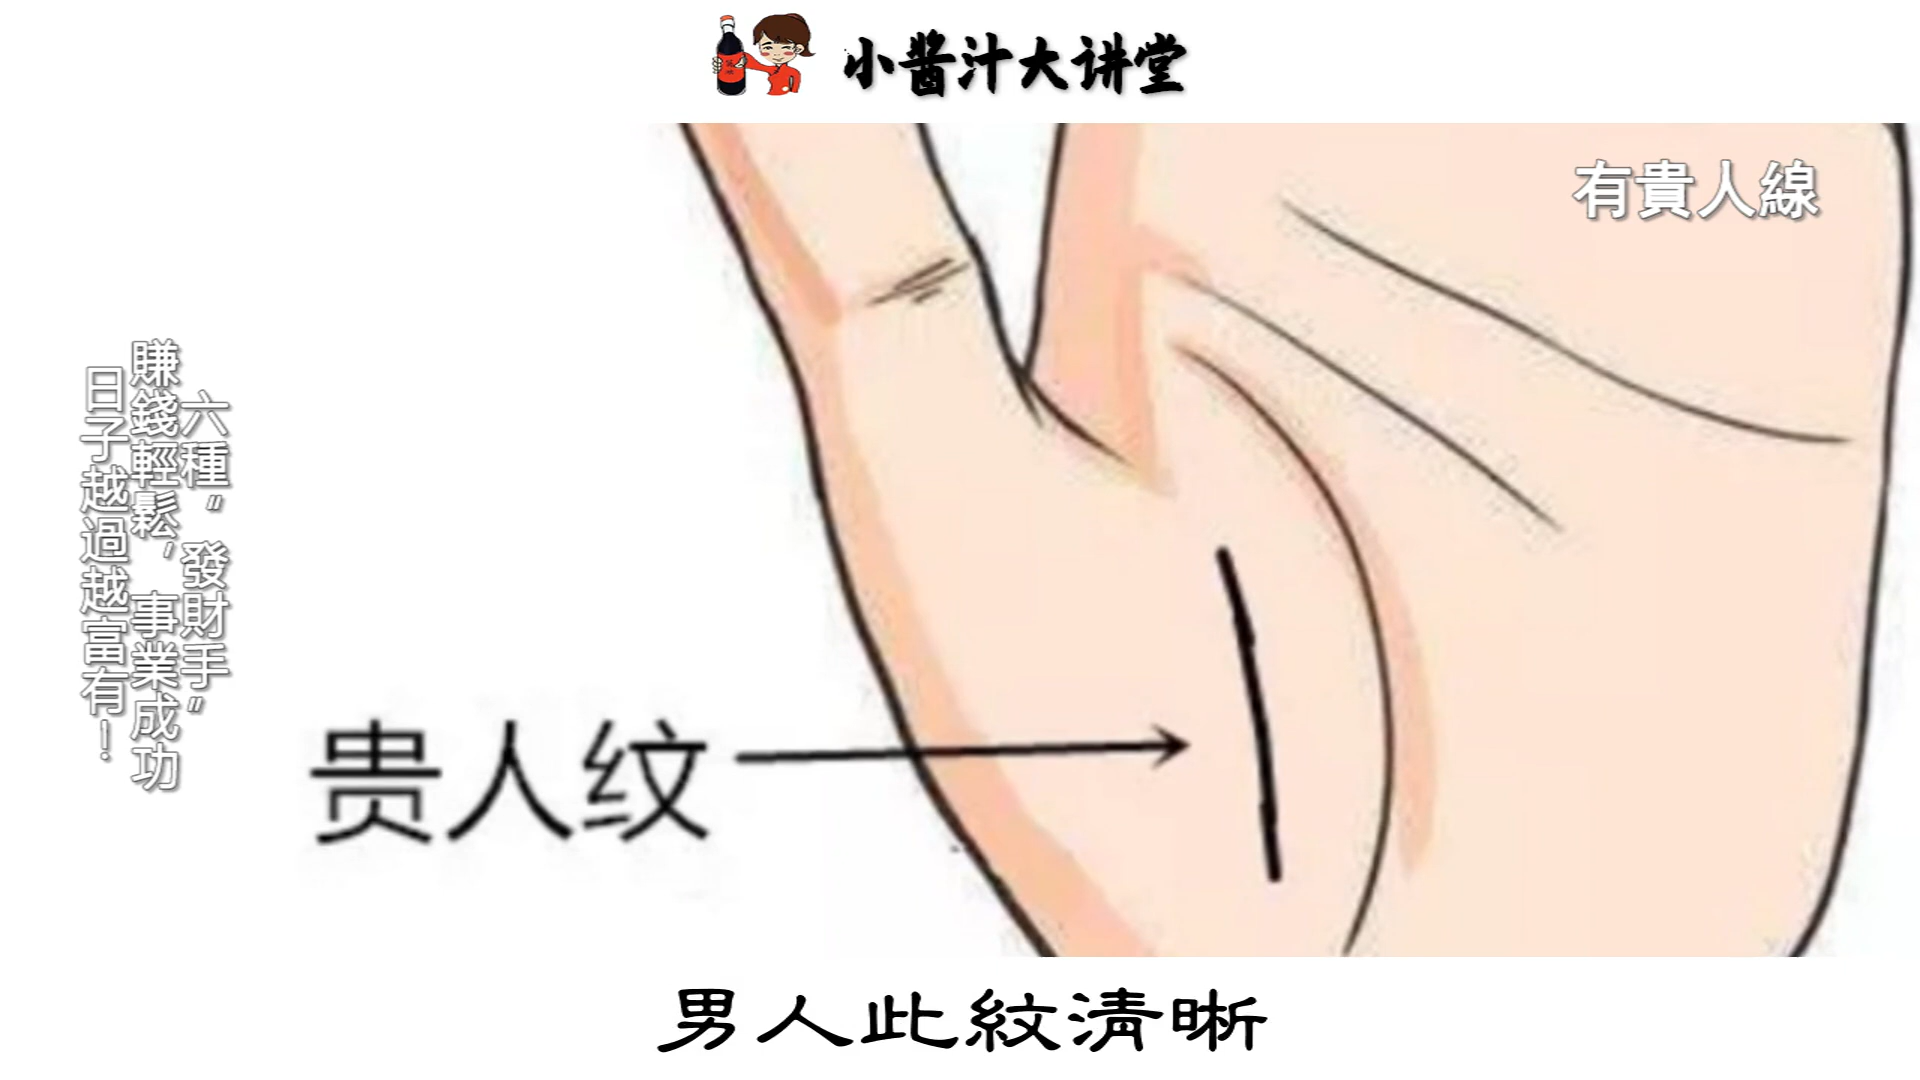 小酱汁大讲堂
有貴人線
六種“發財手”
賺錢輕鬆，事業成功
日子越過越富有！
贵人纹
男人此紋清晰